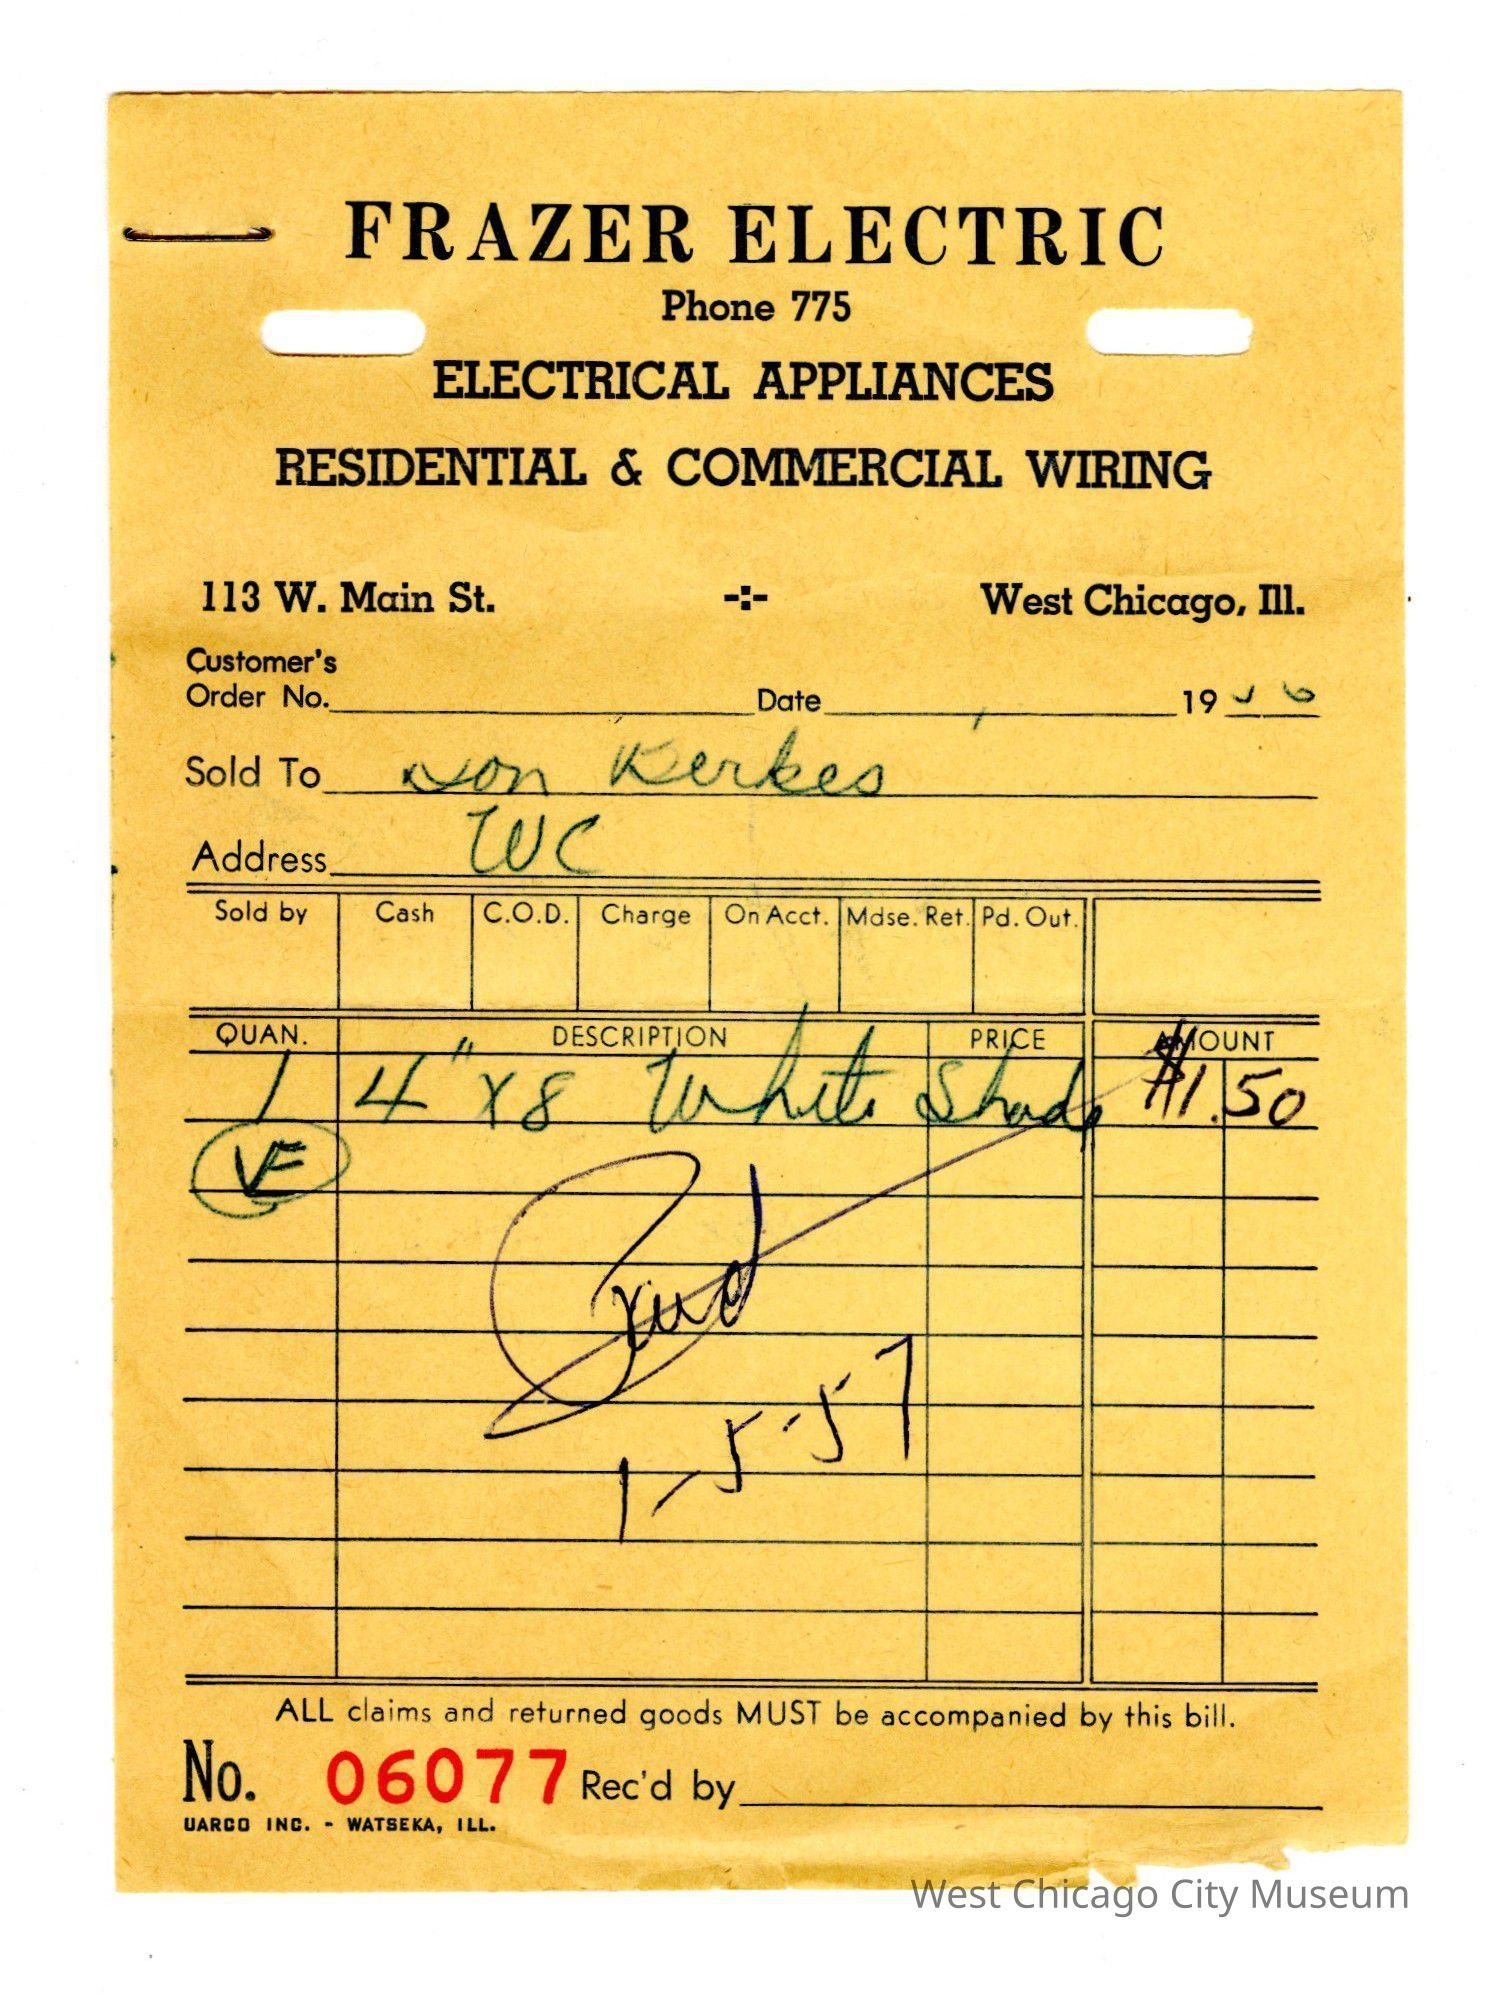 FRAZER ELECTRIC
Phone 775
ELECTRICAL APPLIANCES
RESIDENTIAL & COMMERCIAL WIRING
113 W. Main St. -:- West Chicago, Ill.
Customer's
Order No. Date 19 56
Sold To Don Kerkes
Address WC
Sold by Cash C.O.D. Charge On Acct. Mdse. Ret. Pd. Out.
QUAN. DESCRIPTION PRICE AMOUNT
1 4" x 8 White Shade $1.50
VF
1-5-57
ALL claims and returned goods MUST be accompanied by this bill.
No. 06077 Rec'd by
UARCO INC. - WATSEKA, ILL.
West Chicago City Museum